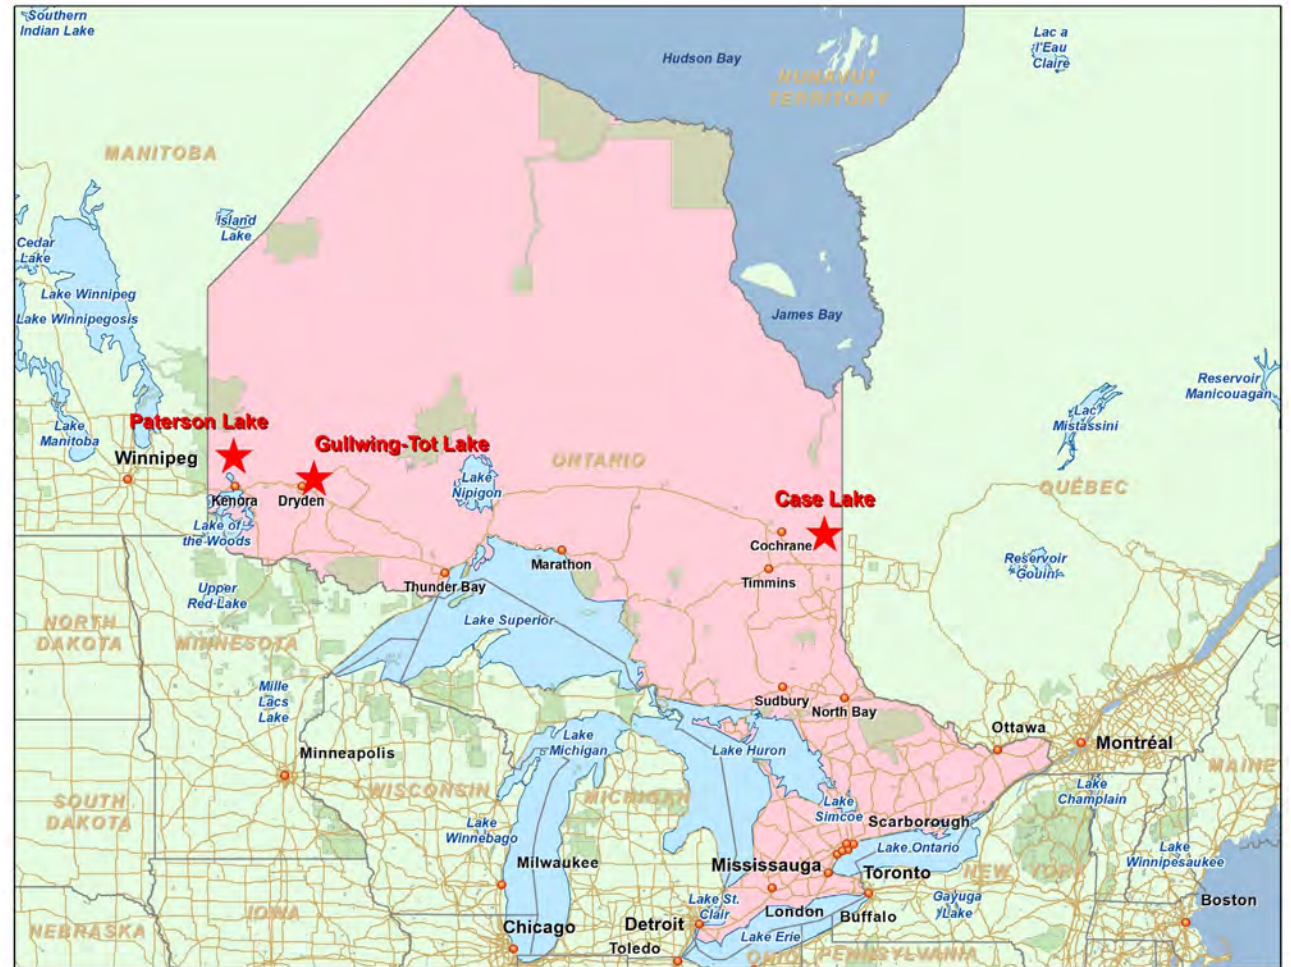 Southern
Indian Lake
Hudson Bay
Lac a
l'Eau
Claire
NUNAVUT
TERRITORY
MANITOBA
Island
Lake
Cedar
Lake
Lake Winnipeg
Lake Winnipegosis
James Bay
Reservoir
Manicouagan
Lac
Mistassini
Lake
Manitoba
Paterson Lake
Winnipeg
Gullwing-Tot Lake
ONTARIO
Lake
Nipigon
Kenora
Dryden
Case Lake
QUÉBEC
Lake of
the Woods
Cochrane
Marathon
Thunder Bay
Timmins
Reservoir
Gouin
Upper
Red Lake
Lake Superior
NORTH
DAKOTA
MINNESOTA
Mille
Lacs
Lake
Sudbury
North Bay
Ottawa
Montréal
Minneapolis
Lake
Michigan
Lake Huron
MAINE
WISCONSIN
MICHIGAN
Lake
Champlain
SOUTH
DAKOTA
Lake
Simcoe
Scarborough
Lake
Winnebago
Lake Ontario
Lake
Winnipesaukee
Milwaukee
Mississauga
Toronto
NEW YORK
Lake St.
Clair
London
Buffalo
Gayuga
Lake
Boston
IOWA
NEBRASKA
Chicago
Detroit
Lake Erie
Toledo
OHIO
PENNSYLVANIA